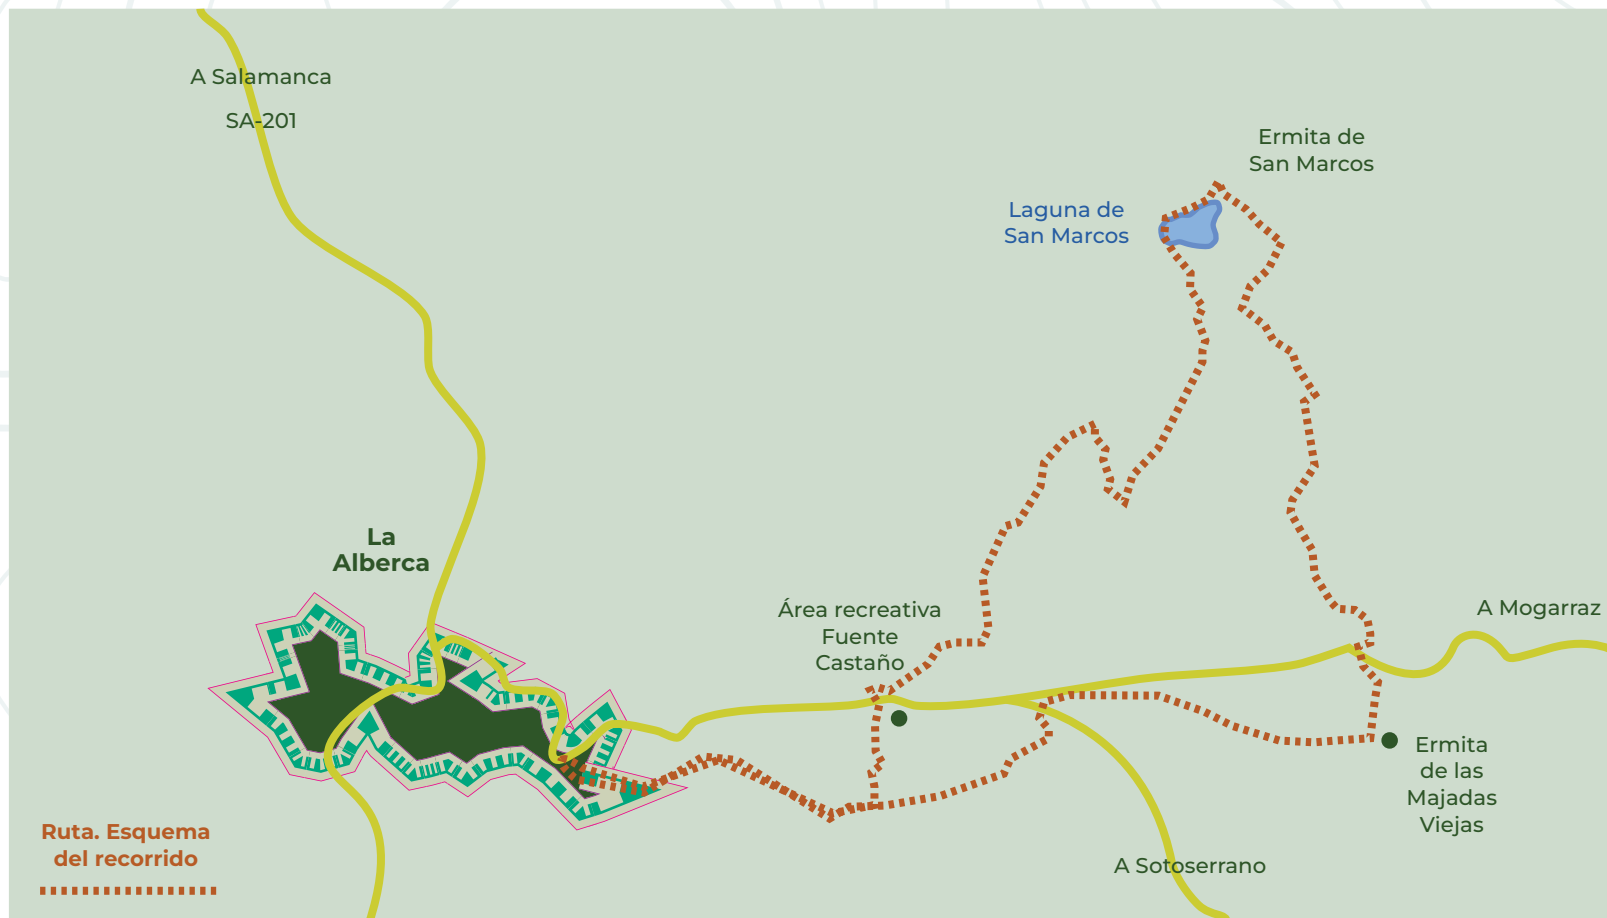 A Salamanca
SA-201
Ermita de
San Marcos
Laguna de
San Marcos
La
Alberca
Área recreativa
Fuente
Castaño
A Mogarraz
Ermita
de las
Majadas
Viejas
Ruta. Esquema
del recorrido
A Sotoserrano